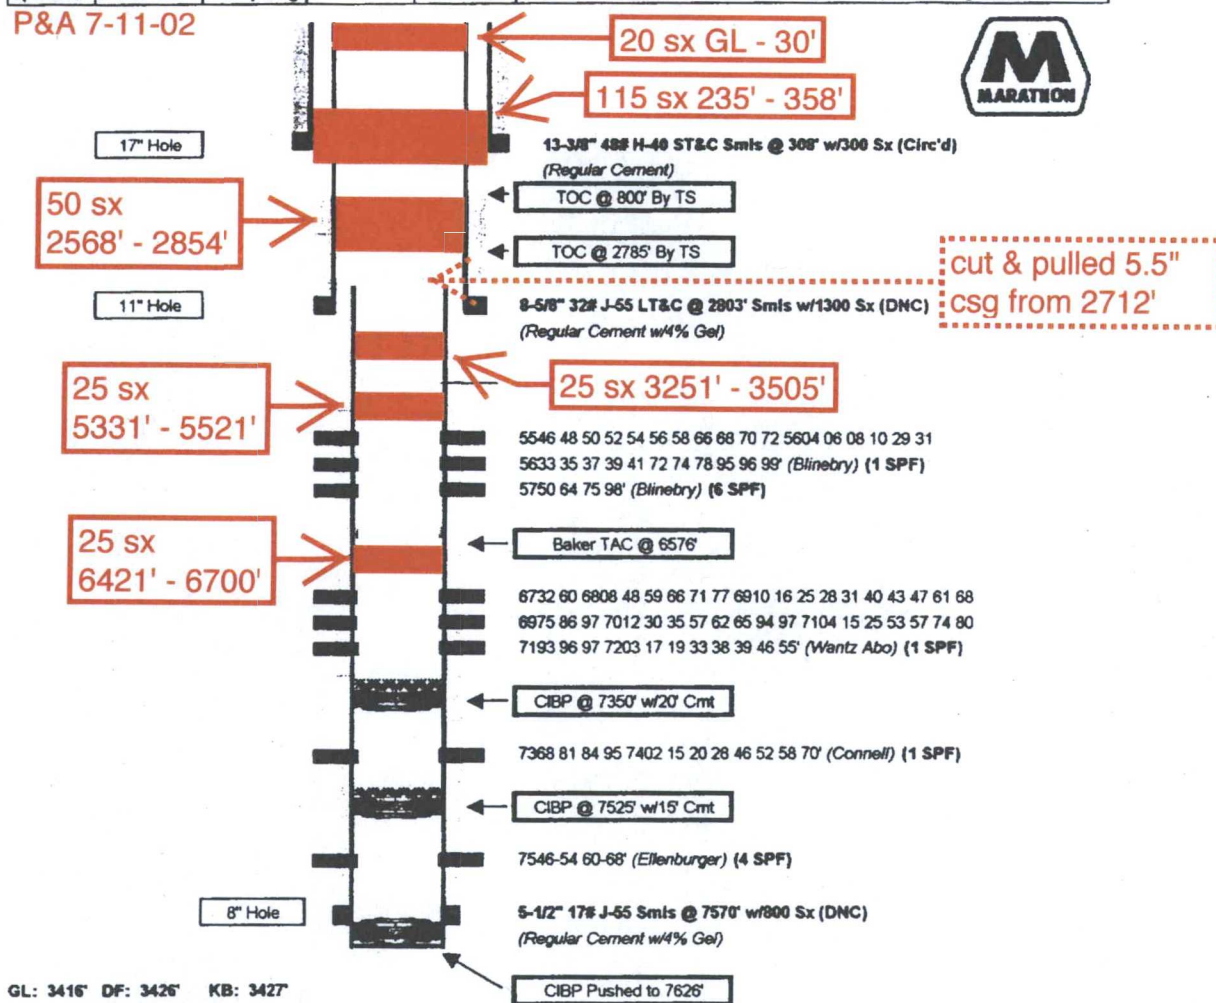 P&A 7-11-02
20 sx GL - 30'
M
MARATHON
115 sx 235' - 358'
17" Hole
13-3/8" 48# H-40 ST&C Smls @ 308' w/300 Sx (Circ'd)
(Regular Cement)
TOC @ 800' By TS
50 sx
2568' - 2854'
TOC @ 2785' By TS
cut & pulled 5.5"
csg from 2712'
11" Hole
8-5/8" 32# J-55 LT&C @ 2803' Smls w/1300 Sx (DNC)
(Regular Cement w/4% Gel)
25 sx 3251' - 3505'
25 sx
5331' - 5521'
5546 48 50 52 54 56 58 66 68 70 72 5604 06 08 10 29 31
5633 35 37 39 41 72 74 78 95 96 99' (Blinebry) (1 SPF)
5750 64 75 98' (Blinebry) (6 SPF)
25 sx
6421' - 6700'
Baker TAC @ 6576'
6732 60 6808 48 59 66 71 77 6910 16 25 28 31 40 43 47 61 68
6975 86 97 7012 30 35 57 62 65 94 97 7104 15 25 53 57 74 80
7193 96 97 7203 17 19 33 38 39 46 55' (Wantz Abo) (1 SPF)
CIBP @ 7350' w/20' Cmt
7368 81 84 95 7402 15 20 28 46 52 58 70' (Connell) (1 SPF)
CIBP @ 7525' w/15' Cmt
7546-54 60-68' (Ellenburger) (4 SPF)
8" Hole
5-1/2" 17# J-55 Smls @ 7570' w/800 Sx (DNC)
(Regular Cement w/4% Gel)
CIBP Pushed to 7626'
GL: 3416' DF: 3426' KB: 3427'